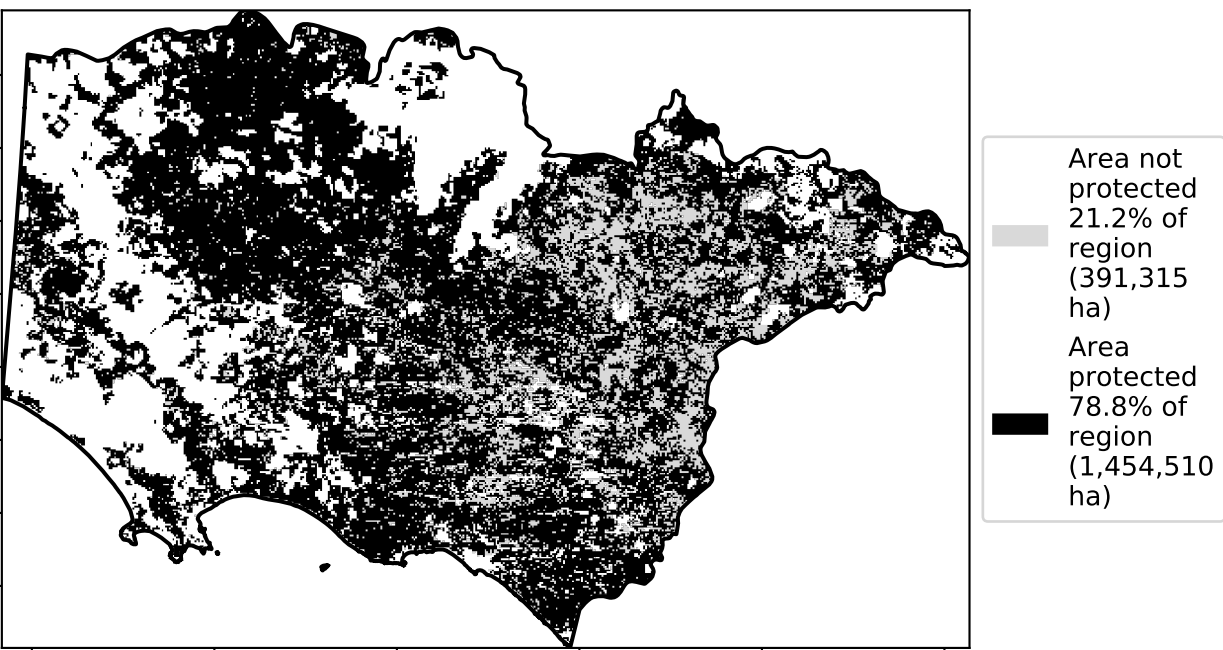 Area not
protected
21.2% of
region
(391,315
ha)
Area
protected
78.8% of
region
(1,454,510
ha)